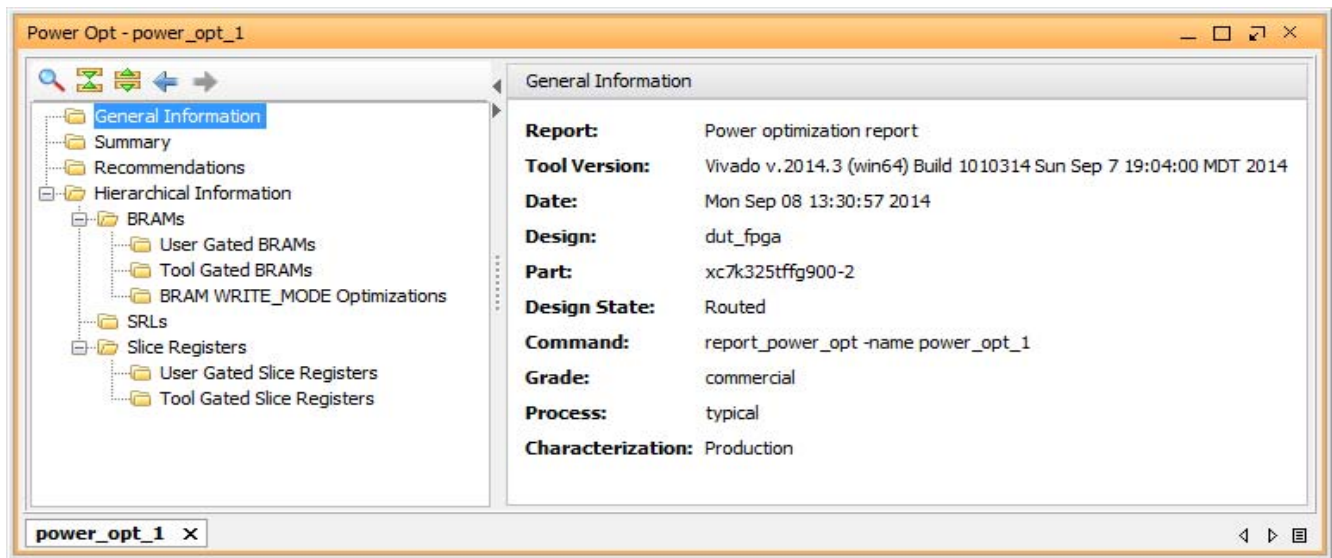 Power Opt - power_opt_1
General Information
Summary
Recommendations
Hierarchical Information
BRAMs
User Gated BRAMs
Tool Gated BRAMs
BRAM WRITE_MODE Optimizations
SRLs
Slice Registers
User Gated Slice Registers
Tool Gated Slice Registers
General Information
Report: Power optimization report
Tool Version: Vivado v.2014.3 (win64) Build 1010314 Sun Sep 7 19:04:00 MDT 2014
Date: Mon Sep 08 13:30:57 2014
Design: dut_fpga
Part: xc7k325tffg900-2
Design State: Routed
Command: report_power_opt -name power_opt_1
Grade: commercial
Process: typical
Characterization: Production
power_opt_1